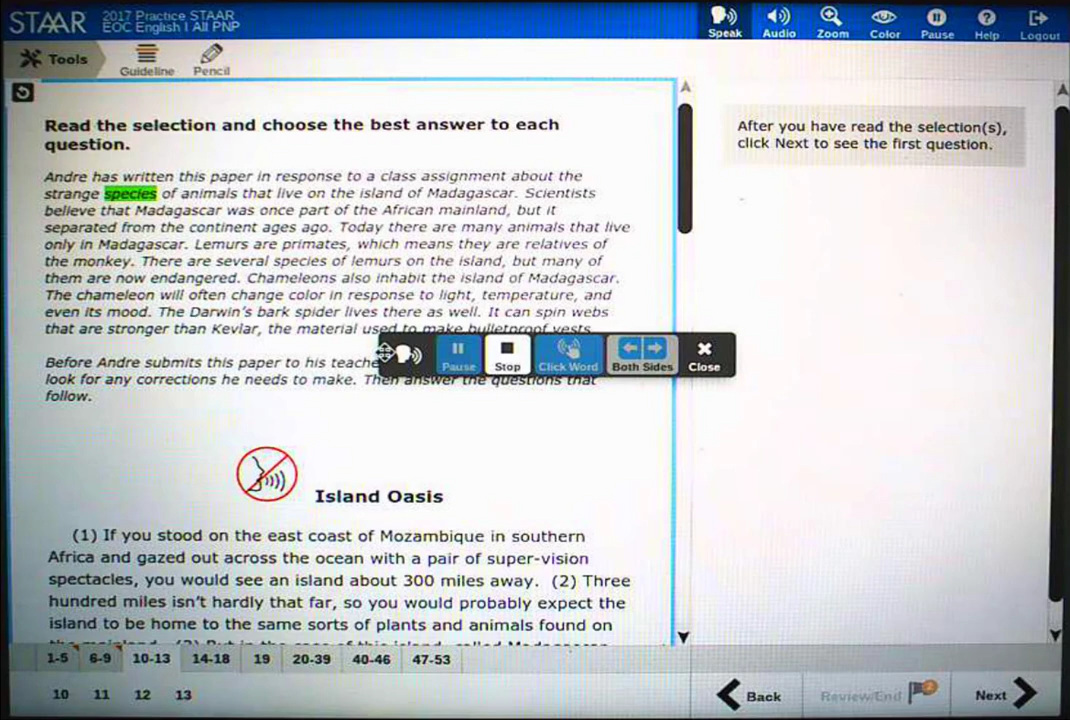 STAAR
2017 Practice STAAR
EOC English I All PNP
Speak
Audio
Zoom
Color
Pause
Help
Logout
Tools
Guideline
Pencil
Read the selection and choose the best answer to each
question.
Andre has written this paper in response to a class assignment about the
strange species of animals that live on the island of Madagascar. Scientists
believe that Madagascar was once part of the African mainland, but it
separated from the continent ages ago. Today there are many animals that live
only in Madagascar. Lemurs are primates, which means they are relatives of
the monkey. There are several species of lemurs on the island, but many of
them are now endangered. Chameleons also inhabit the island of Madagascar.
The chameleon will often change color in response to light, temperature, and
even its mood. The Darwin's bark spider lives there as well. It can spin webs
that are stronger than Kevlar, the material used to make bulletproof vests.
Before Andre submits this paper to his teache
look for any corrections he needs to make. Then answer the questions that
follow.
Pause
Stop
Click Word
Both Sides
Close
Island Oasis
(1) If you stood on the east coast of Mozambique in southern
Africa and gazed out across the ocean with a pair of super-vision
spectacles, you would see an island about 300 miles away. (2) Three
hundred miles isn't hardly that far, so you would probably expect the
island to be home to the same sorts of plants and animals found on
After you have read the selection(s),
click Next to see the first question.
1-5
6-9
10-13
14-18
19
20-39
40-46
47-53
10
11
12
13
Back
Review/End
2
Next